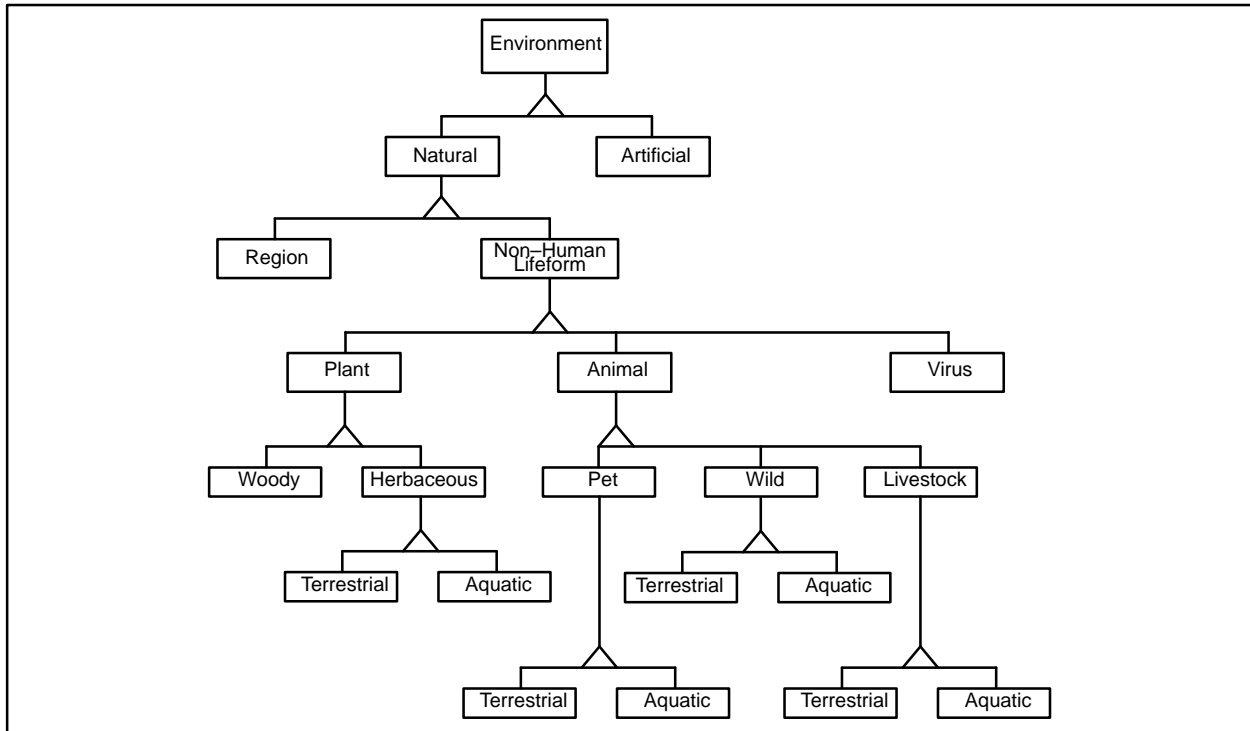 Environment
Natural
Artificial
Region
Non–Human
Lifeform
Plant
Animal
Virus
Woody
Herbaceous
Pet
Wild
Livestock
Terrestrial
Aquatic
Terrestrial
Aquatic
Terrestrial
Aquatic
Terrestrial
Aquatic